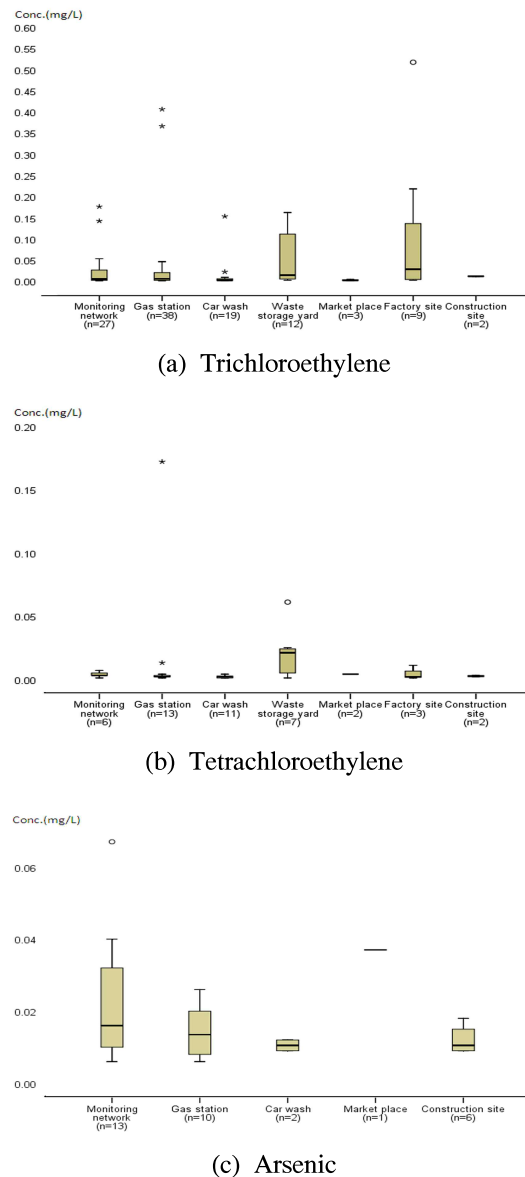 Conc.(mg/L)
0.60
0.55
0.50
0.45
0.40
0.35
0.30
0.25
0.20
0.15
0.10
0.05
0.00
Monitoring network (n=27)
Gas station (n=38)
Car wash (n=19)
Waste storage yard (n=12)
Market place (n=3)
Factory site (n=9)
Construction site (n=2)
(a) Trichloroethylene
Conc.(mg/L)
0.20
0.15
0.10
0.05
0.00
Monitoring network (n=6)
Gas station (n=13)
Car wash (n=11)
Waste storage yard (n=7)
Market place (n=2)
Factory site (n=3)
Construction site (n=2)
(b) Tetrachloroethylene
Conc.(mg/L)
0.06
0.04
0.02
0.00
Monitoring network (n=13)
Gas station (n=10)
Car wash (n=2)
Market place (n=1)
Construction site (n=6)
(c) Arsenic